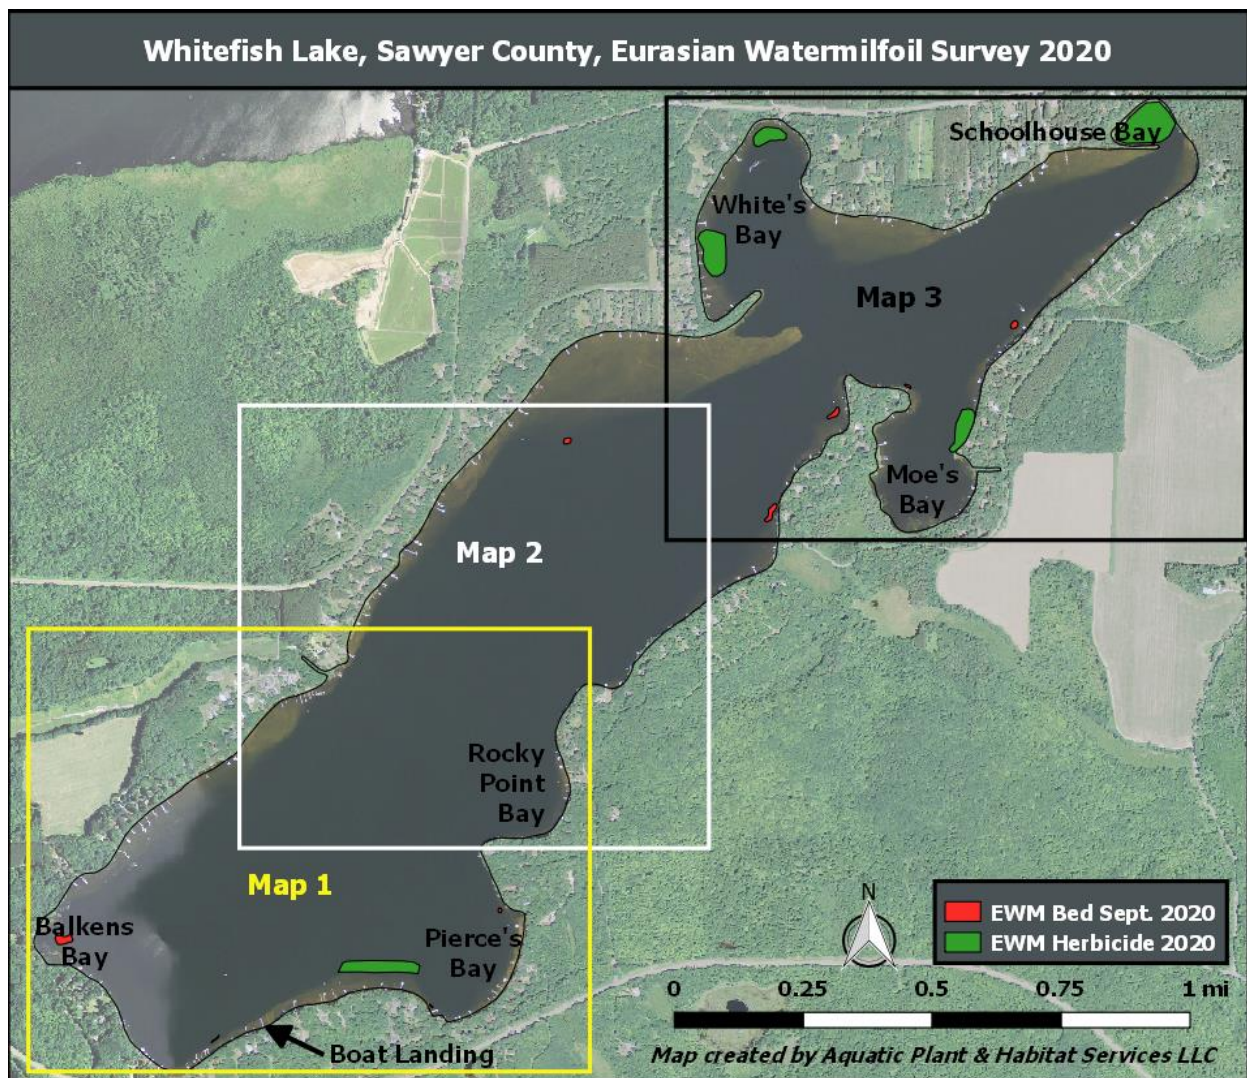 Whitefish Lake, Sawyer County, Eurasian Watermilfoil Survey 2020
Schoolhouse Bay
White's
Bay
Map 3
Moe's
Bay
Map 2
Rocky
Point
Bay
Map 1
Balkens
Bay
Pierce's
Bay
Boat Landing
N
EWM Bed Sept. 2020
EWM Herbicide 2020
0 0.25 0.5 0.75 1 mi
Map created by Aquatic Plant & Habitat Services LLC